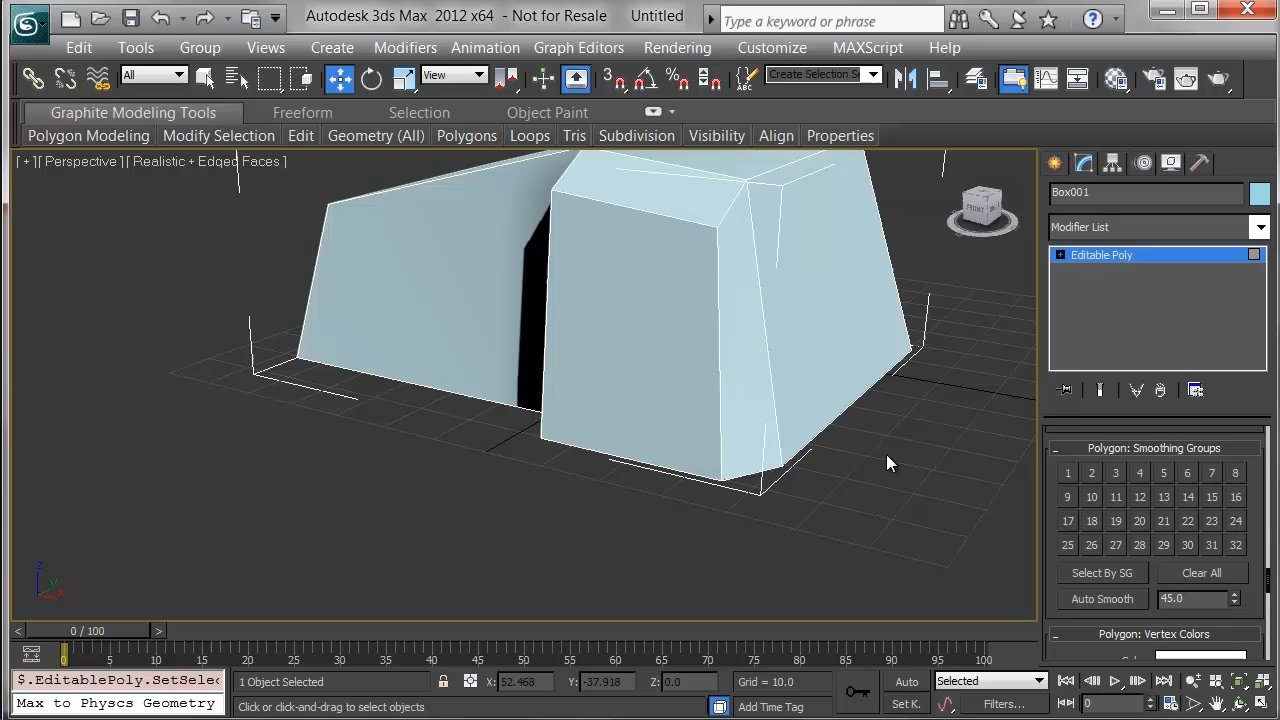 Autodesk 3ds Max 2012 x64 - Not for Resale Untitled
Type a keyword or phrase
Edit Tools Group Views Create Modifiers Animation Graph Editors Rendering Customize MAXScript Help
All View Create Selection Se
Graphite Modeling Tools Freeform Selection Object Paint
Polygon Modeling Modify Selection Edit Geometry (All) Polygons Loops Tris Subdivision Visibility Align Properties
[ + ][ Perspective ][ Realistic + Edged Faces ]
FRONT
Box001
Modifier List
Editable Poly
Polygon: Smoothing Groups
1 2 3 4 5 6 7 8
9 10 11 12 13 14 15 16
17 18 19 20 21 22 23 24
25 26 27 28 29 30 31 32
Select By SG Clear All
Auto Smooth 45.0
Polygon: Vertex Colors
z
x
0 / 100
0 5 10 15 20 25 30 35 40 45 50 55 60 65 70 75 80 85 90 95 100
$.EditablePoly.SetSelec 1 Object Selected X: 52.468 Y: -37.918 Z: 0.0 Grid = 10.0 Auto Selected
Max to Physcs Geometry Click or click-and-drag to select objects Add Time Tag Set K. Filters... 0